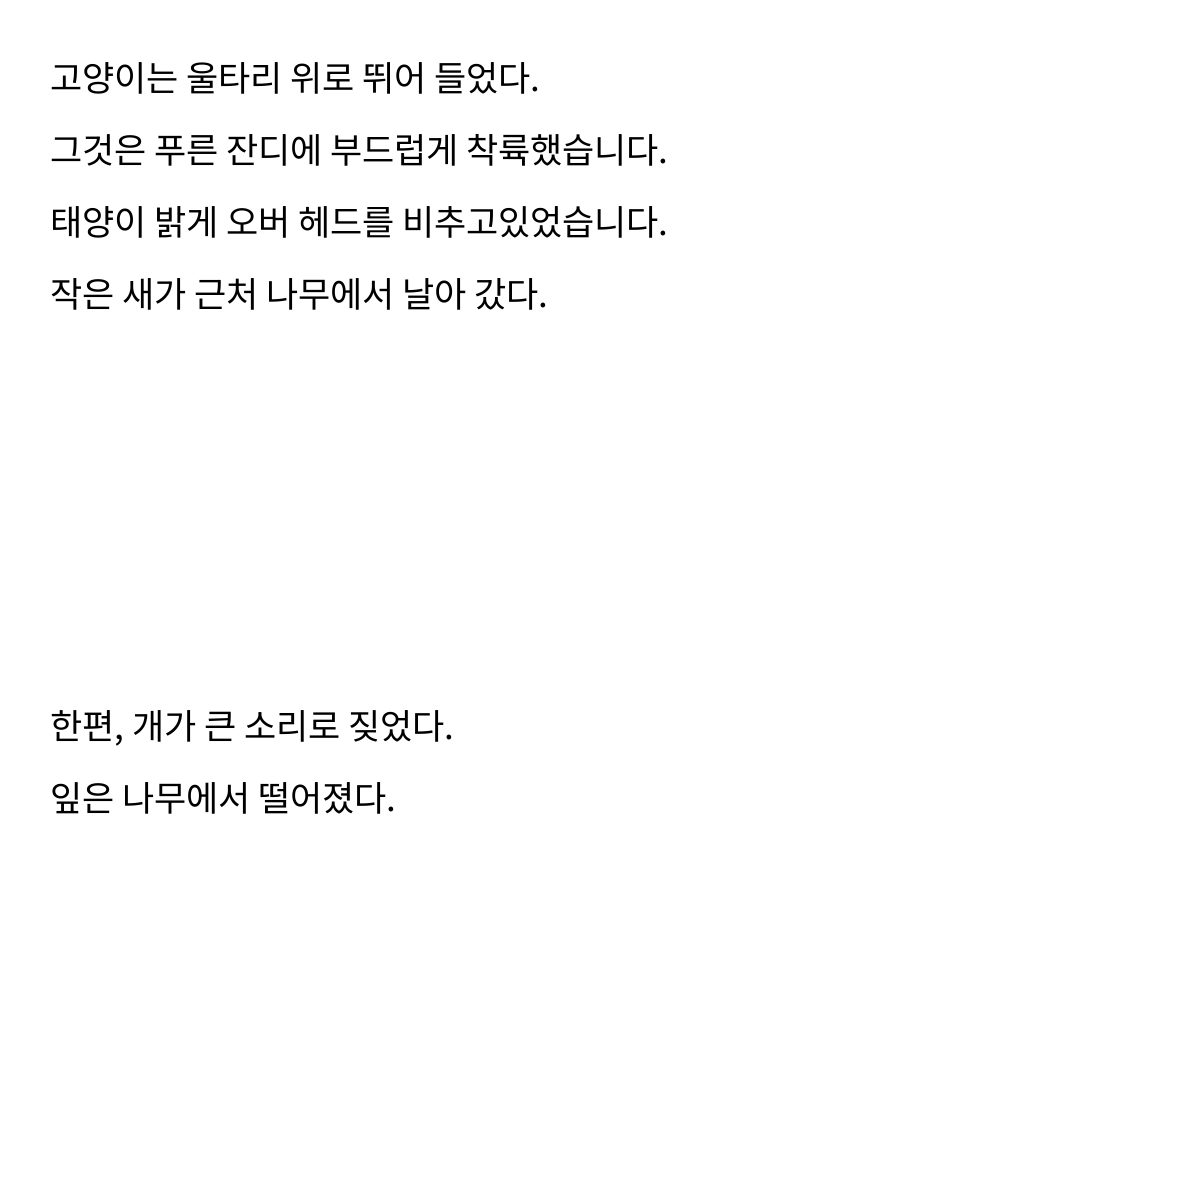 고양이는 울타리 위로 뛰어 들었다.
그것은 푸른 잔디에 부드럽게 착륙했습니다.
태양이 밝게 오버 헤드를 비추고있었습니다.
작은 새가 근처 나무에서 날아 갔다.
한편, 개가 큰 소리로 짖었다.
잎은 나무에서 떨어졌다.